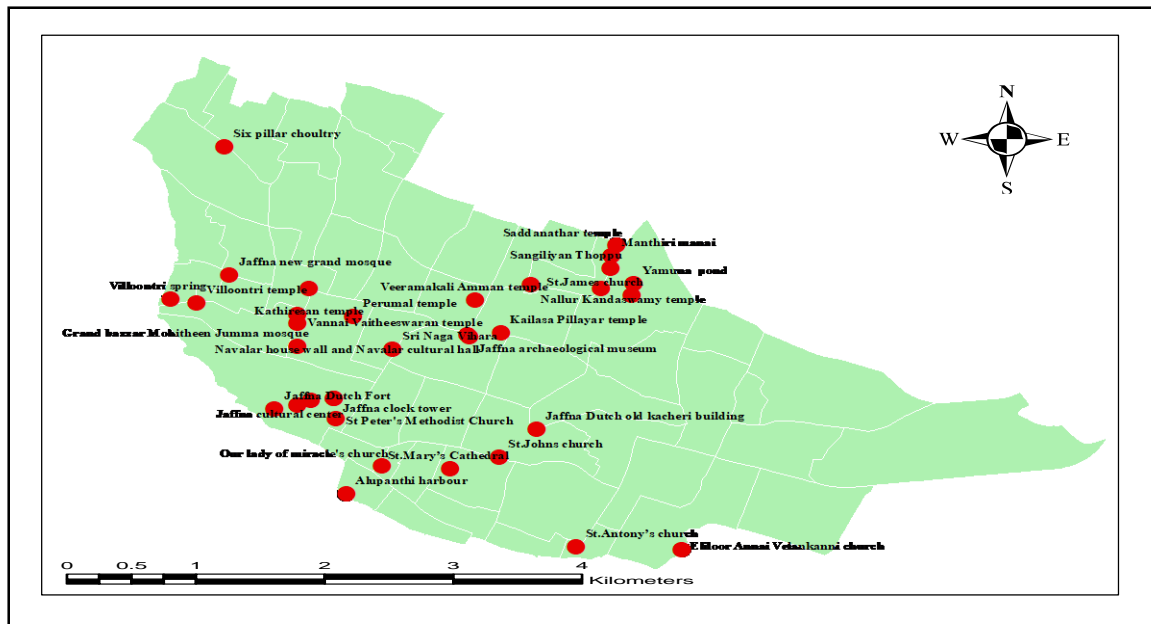 N
W
E
S
Six pillar choultry
Saddanathar temple
Manthiri manai
Sangiliyan Thoppu
Jaffna new grand mosque
Yamuna pond
Villoontri spring
Villoontri temple
Veeramakali Amman temple
St.James church
Perumal temple
Nallur Kandaswamy temple
Kathiresan temple
Vannai Vaitheeswaran temple
Kailasa Pillayar temple
Grand bazzar Mohitheen Jumma mosque
Sri Naga Vihara
Navalar house wall and Navalar cultural hall
Jaffna archaeological museum
Jaffna Dutch Fort
Jaffna cultural center
Jaffna clock tower
St Peter's Methodist Church
Jaffna Dutch old kacheri building
St.Johns church
Our lady of miracle's church
St.Mary's Cathedral
Alupanthi harbour
St.Antony's church
Annai Velankanni church
0 0.5 1 2 3 4
Kilometers